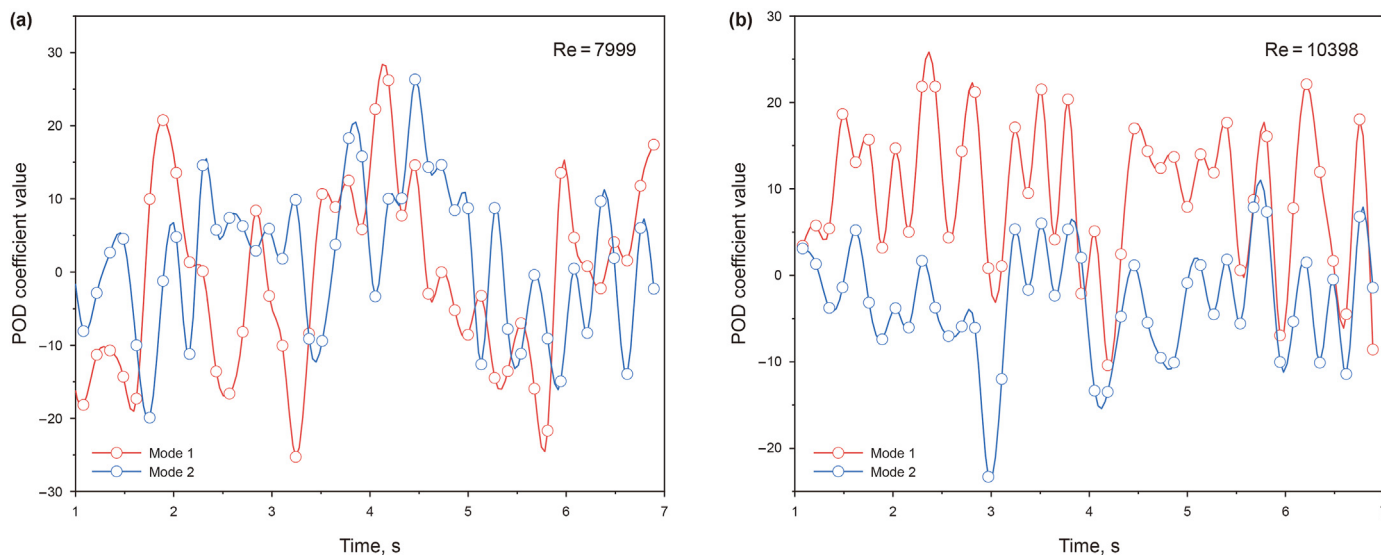 (a)
Re = 7999
POD coefficient value
30
20
10
0
−10
−20
−30
Mode 1
Mode 2
1 2 3 4 5 6 7
Time, s
(b)
Re = 10398
POD coefficient value
30
20
10
0
−10
−20
Mode 1
Mode 2
1 2 3 4 5 6
Time, s